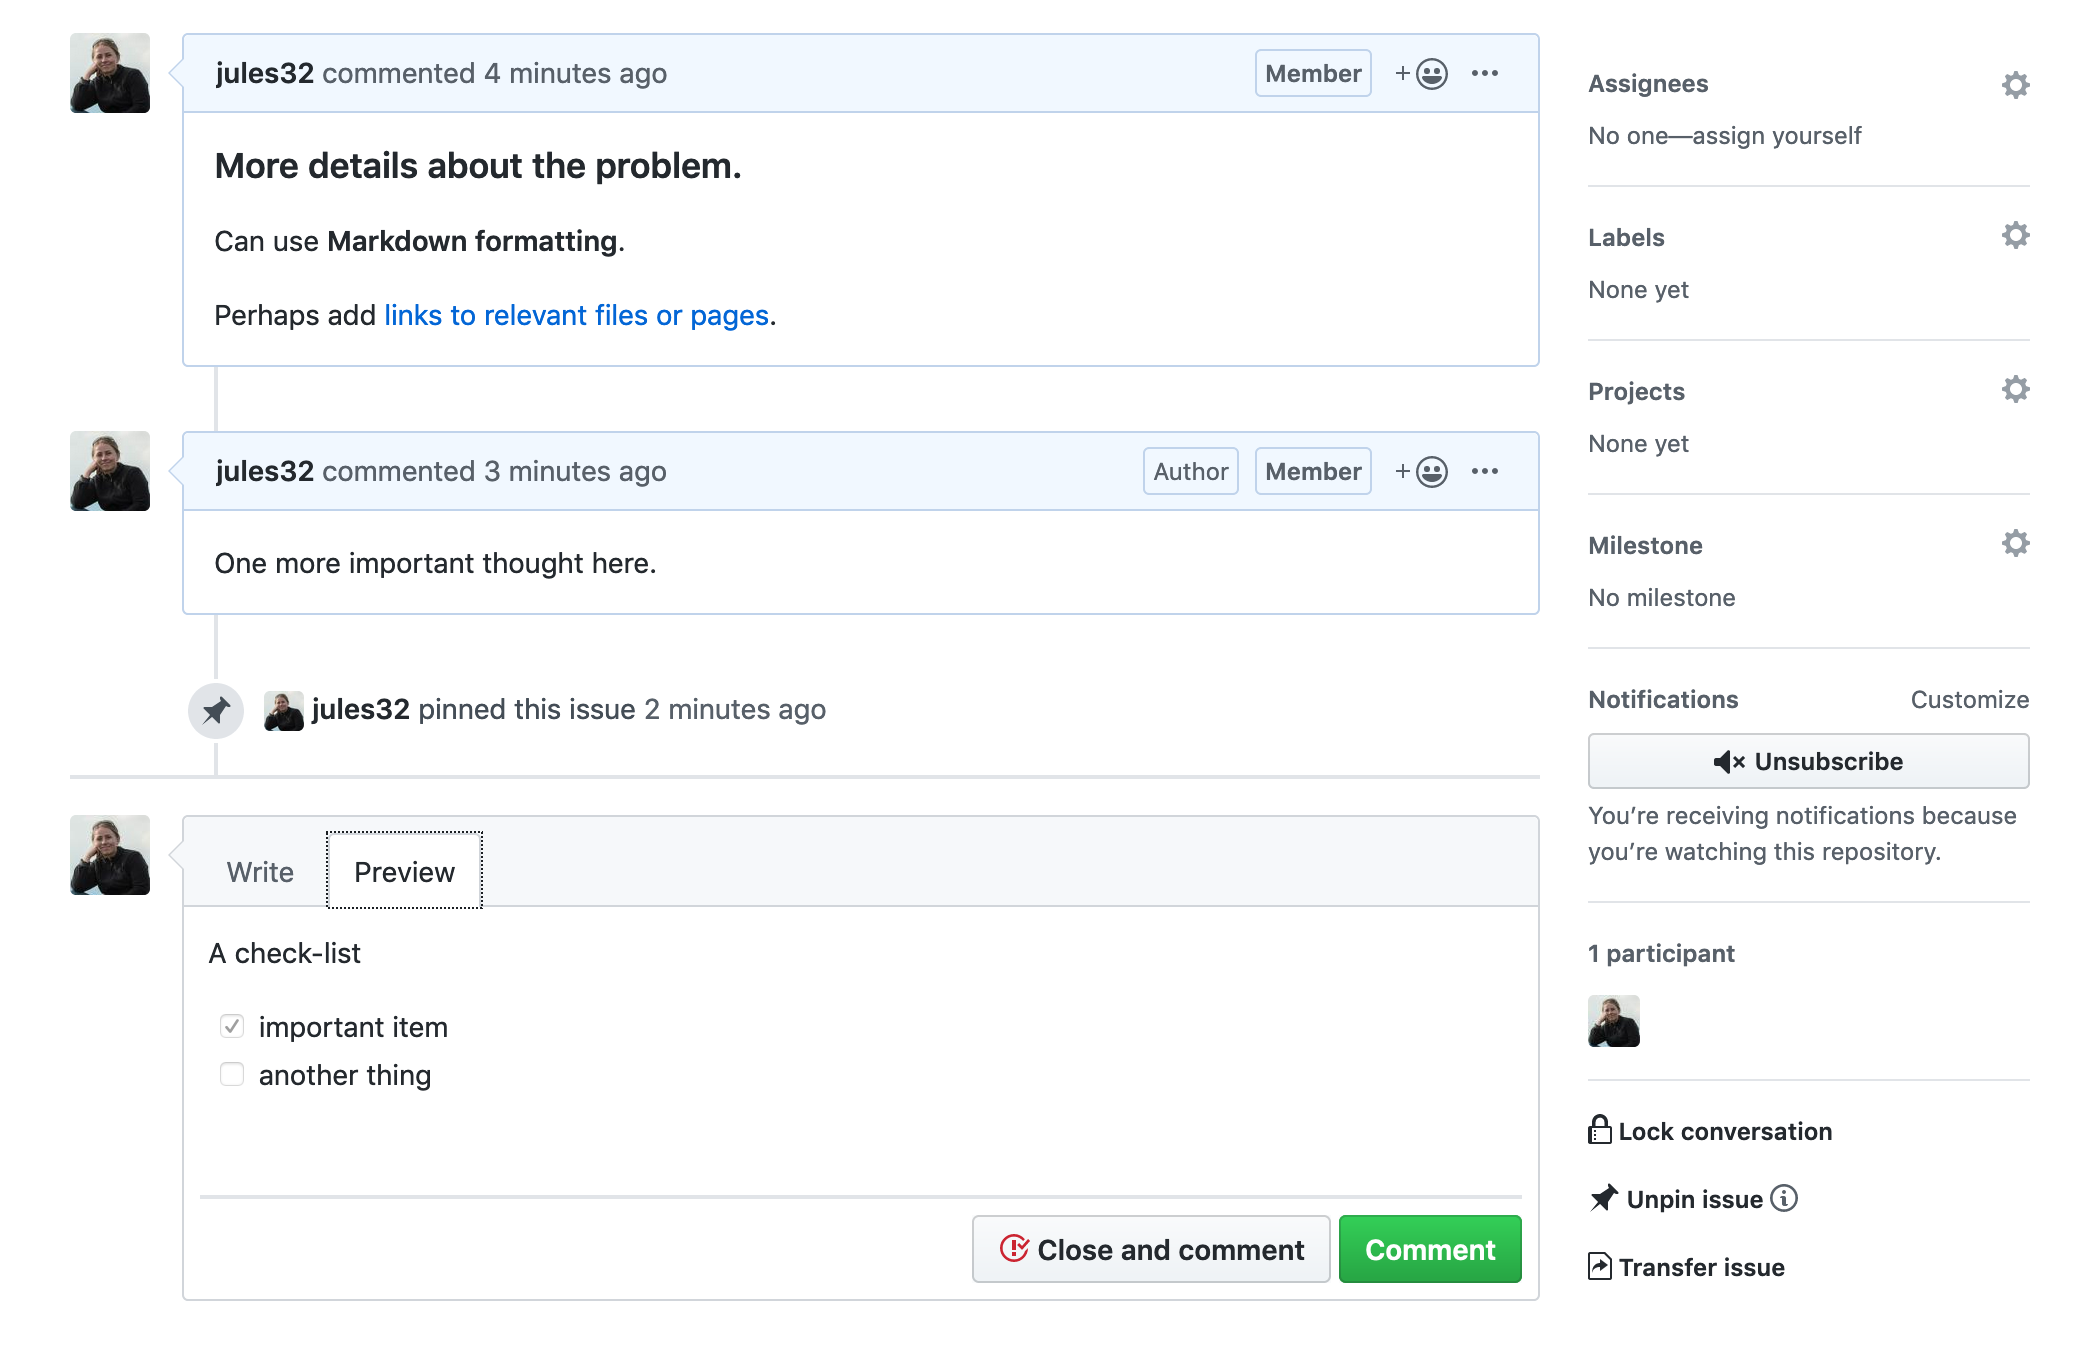 jules32 commented 4 minutes ago Member +
More details about the problem.
Can use Markdown formatting.
Perhaps add links to relevant files or pages.
jules32 commented 3 minutes ago Author Member +
One more important thought here.
jules32 pinned this issue 2 minutes ago
Write Preview
A check-list
important item
another thing
Close and comment Comment
Assignees
No one—assign yourself
Labels
None yet
Projects
None yet
Milestone
No milestone
Notifications Customize
Unsubscribe
You’re receiving notifications because
you’re watching this repository.
1 participant
Lock conversation
Unpin issue
Transfer issue